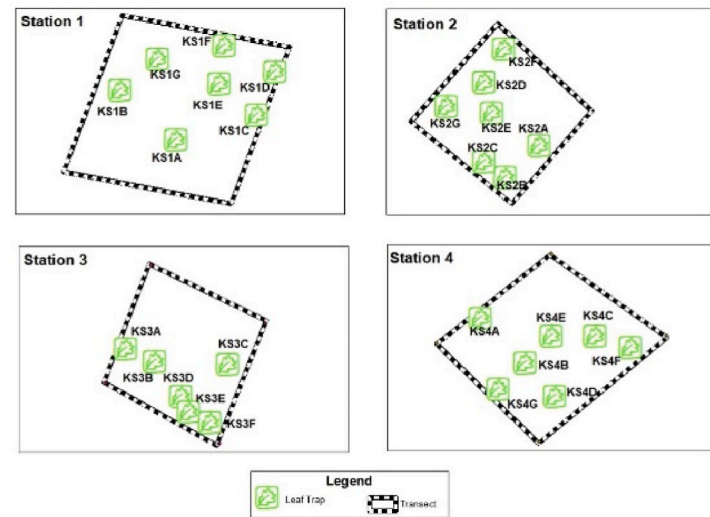 Station 1
KS1F
KS1G
KS1D
KS1E
KS1B
KS1C
KS1A
Station 2
KS2F
KS2D
KS2G
KS2E
KS2A
KS2C
KS2B
Station 3
KS3A
KS3C
KS3B
KS3D
KS3E
KS3F
Station 4
KS4A
KS4E
KS4C
KS4F
KS4B
KS4G
KS4D
Legend
Leaf Trap
Transect